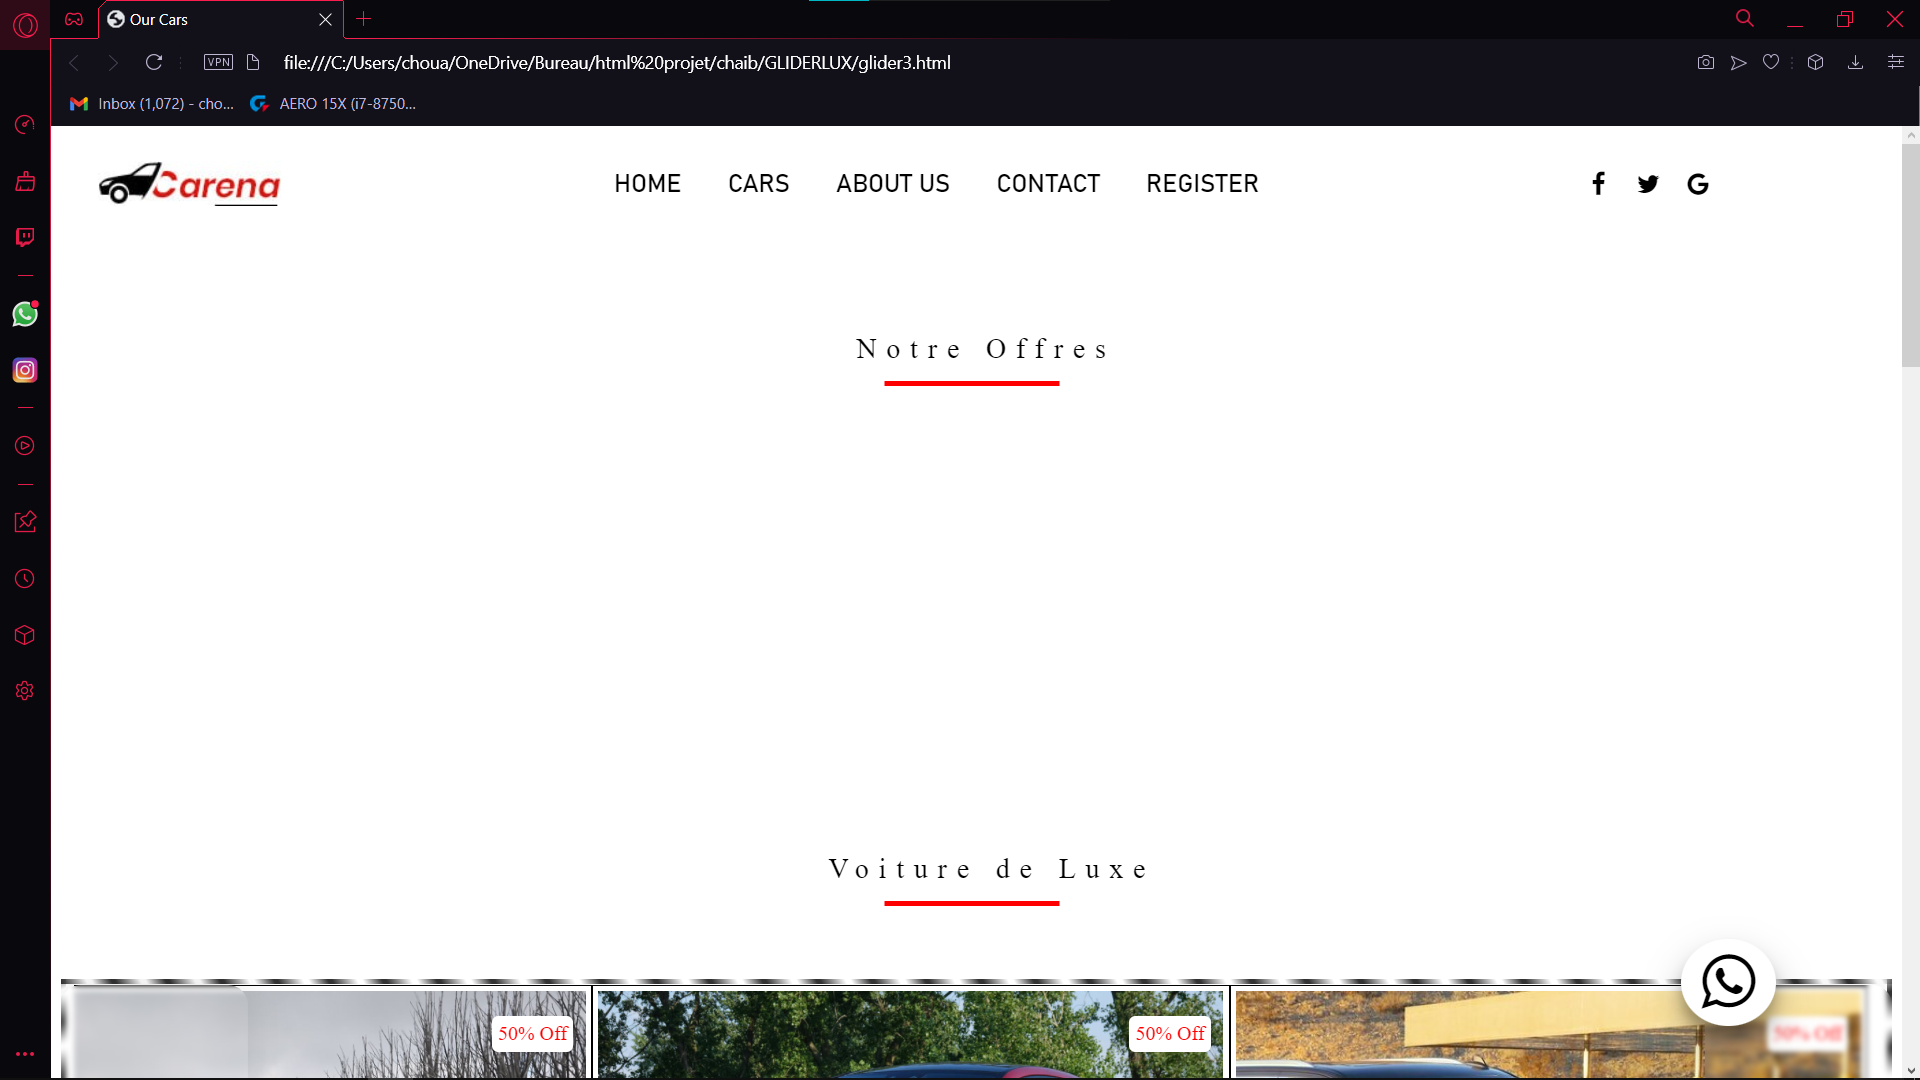 Our Cars
VPN
file:///C:/Users/choua/OneDrive/Bureau/html%20projet/chaib/GLIDERLUX/glider3.html
Inbox (1,072) - cho...
AERO 15X (i7-8750...
Carena
HOME
CARS
ABOUT US
CONTACT
REGISTER
Notre Offres
Voiture de Luxe
50% Off
50% Off
50% Off